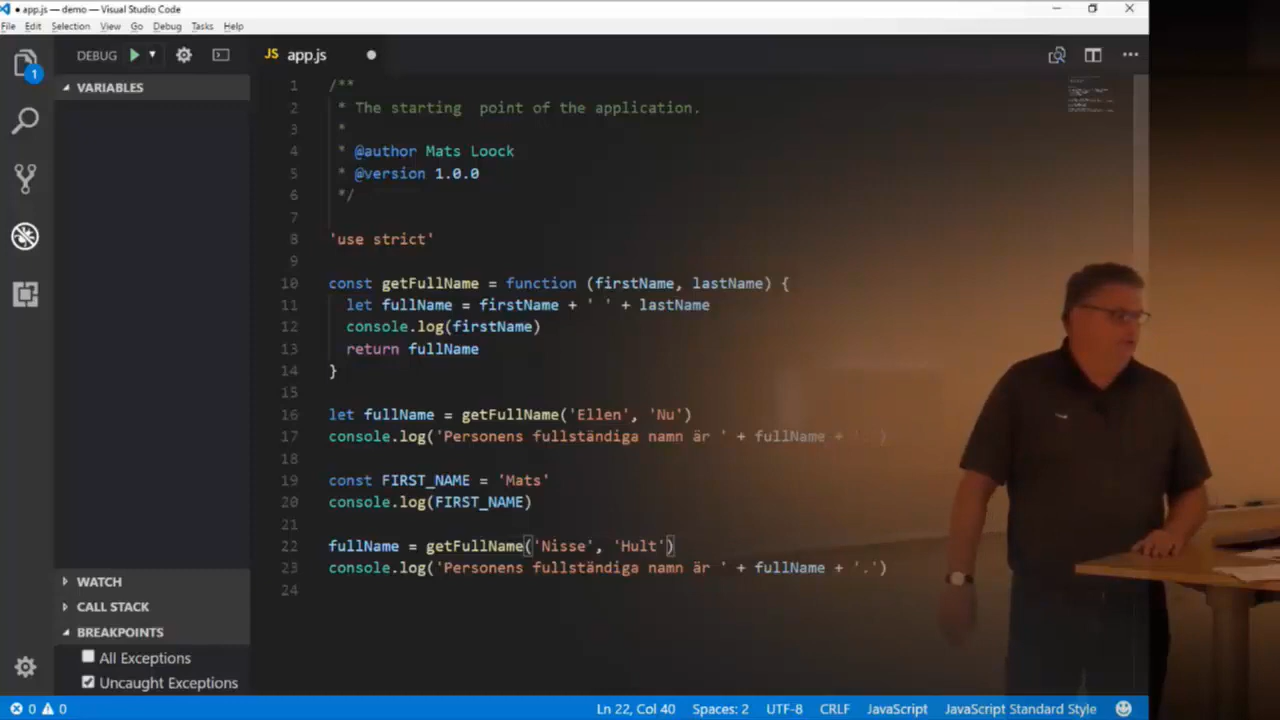 ● app.js — demo — Visual Studio Code
File Edit Selection View Go Debug Tasks Help
DEBUG
JS app.js ●
1
VARIABLES
1 /**
2 * The starting  point of the application.
3 *
4 * @author Mats Loock
5 * @version 1.0.0
6 */
7
8 'use strict'
9
10 const getFullName = function (firstName, lastName) {
11 let fullName = firstName + ' ' + lastName
12 console.log(firstName)
13 return fullName
14 }
15
16 let fullName = getFullName('Ellen', 'Nu')
17 console.log('Personens fullständiga namn är ' + fullName + '.')
18
19 const FIRST_NAME = 'Mats'
20 console.log(FIRST_NAME)
21
22 fullName = getFullName('Nisse', 'Hult')
23 console.log('Personens fullständiga namn är ' + fullName + '.')
24
WATCH
CALL STACK
BREAKPOINTS
All Exceptions
Uncaught Exceptions
0 0 Ln 22, Col 40 Spaces: 2 UTF-8 CRLF JavaScript JavaScript Standard Style